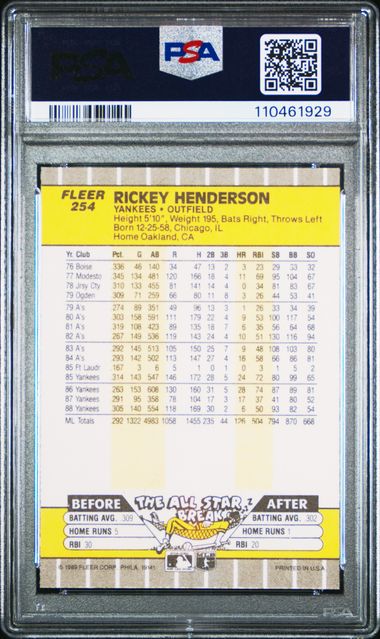 PSA
PSA
110461929
FLEER
254
RICKEY HENDERSON
YANKEES • OUTFIELD
Height 5'10", Weight 195, Bats Right, Throws Left
Born 12-25-58, Chicago, IL
Home Oakland, CA
Yr. Club Pct. G AB R H 2B 3B HR RBI SB BB SO
76 Boise 336 46 140 34 47 13 2 3 23 29 33 32
77 Modesto 345 134 481 120 166 18 4 11 69 95 104 67
78 Jrsy Cty 310 133 455 81 141 14 4 0 34 81 83 67
79 Ogden 309 71 259 66 80 11 8 3 26 44 53 41
79 A's 274 89 351 49 96 13 3 1 26 33 34 39
80 A's 303 158 591 111 179 22 4 9 53 100 117 54
81 A's 319 108 423 89 135 18 7 6 35 56 64 68
82 A's 267 149 536 119 143 24 4 10 51 130 116 94
83 A's 292 145 513 105 150 25 7 9 48 108 103 80
84 A's 293 142 502 113 147 27 4 16 58 66 86 81
85 Ft Laudr .167 3 6 5 1 0 1 0 3 1 5 2
85 Yankees 314 143 547 146 172 28 5 24 72 80 99 65
86 Yankees 263 153 608 130 160 31 5 28 74 87 89 81
87 Yankees 291 95 358 78 104 17 3 17 37 41 80 52
88 Yankees 305 140 554 118 169 30 2 6 50 93 82 54
ML Totals 292 1322 4983 1058 1455 235 44 126 504 794 870 668
BEFORE THE ALL STAR BREAK AFTER
BATTING AVG. .309 BATTING AVG. .302
HOME RUNS 5 HOME RUNS 1
RBI 30 RBI 20
© 1989 FLEER CORP. PHILA. 19141 PRINTED IN U.S.A.
PSA